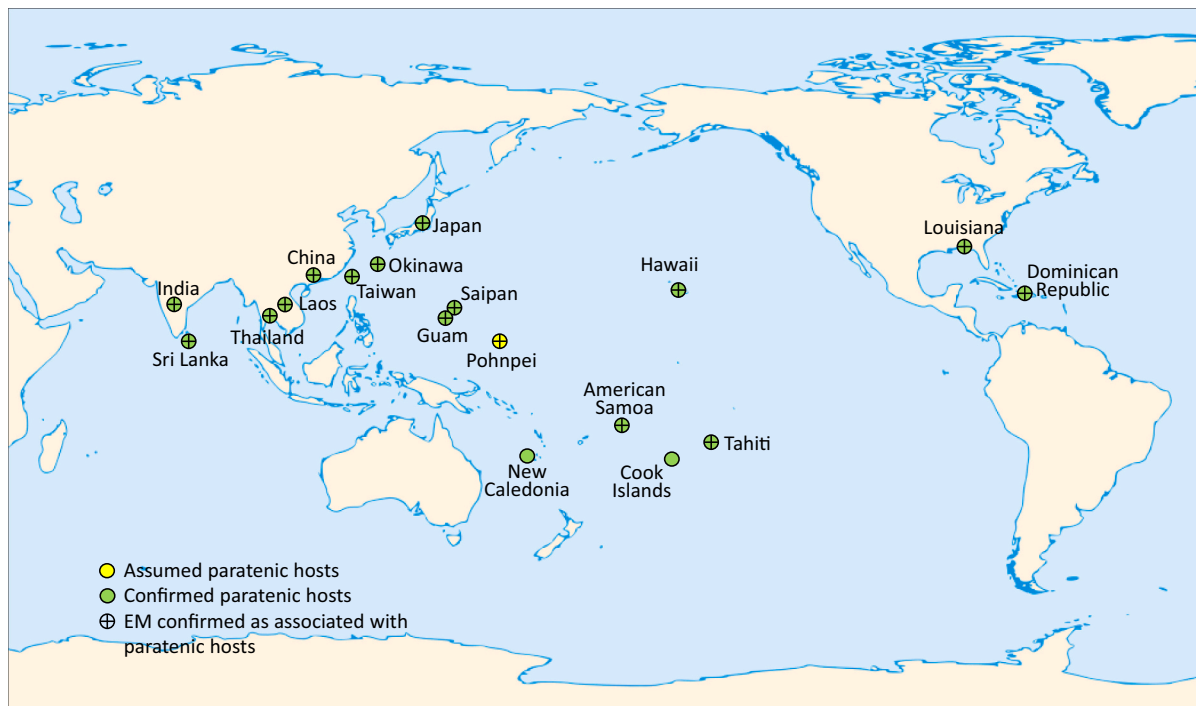 Japan
Louisiana
China
Okinawa
Hawaii
Dominican
Republic
India
Laos
Taiwan
Saipan
Thailand
Guam
Sri Lanka
Pohnpei
American
Samoa
Tahiti
New
Caledonia
Cook
Islands
Assumed paratenic hosts
Confirmed paratenic hosts
EM confirmed as associated with
paratenic hosts